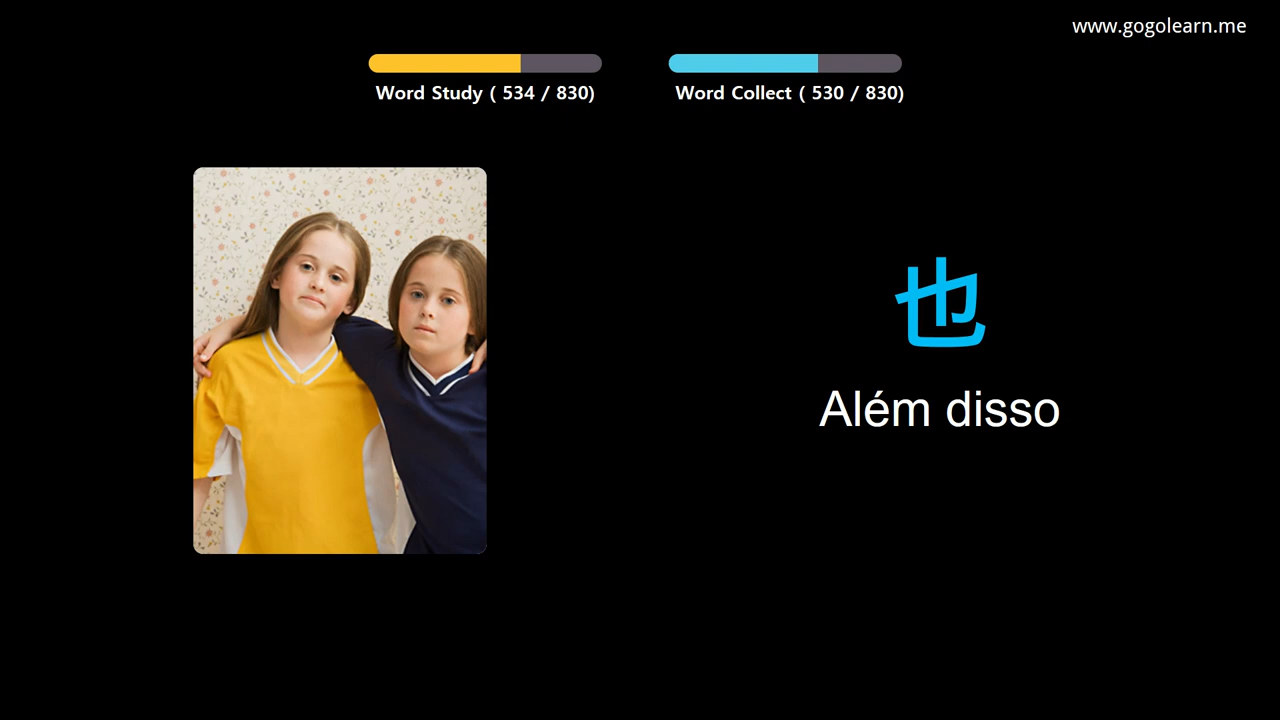 www.gogolearn.me
Word Study ( 534 / 830)
Word Collect ( 530 / 830)
也
Além disso